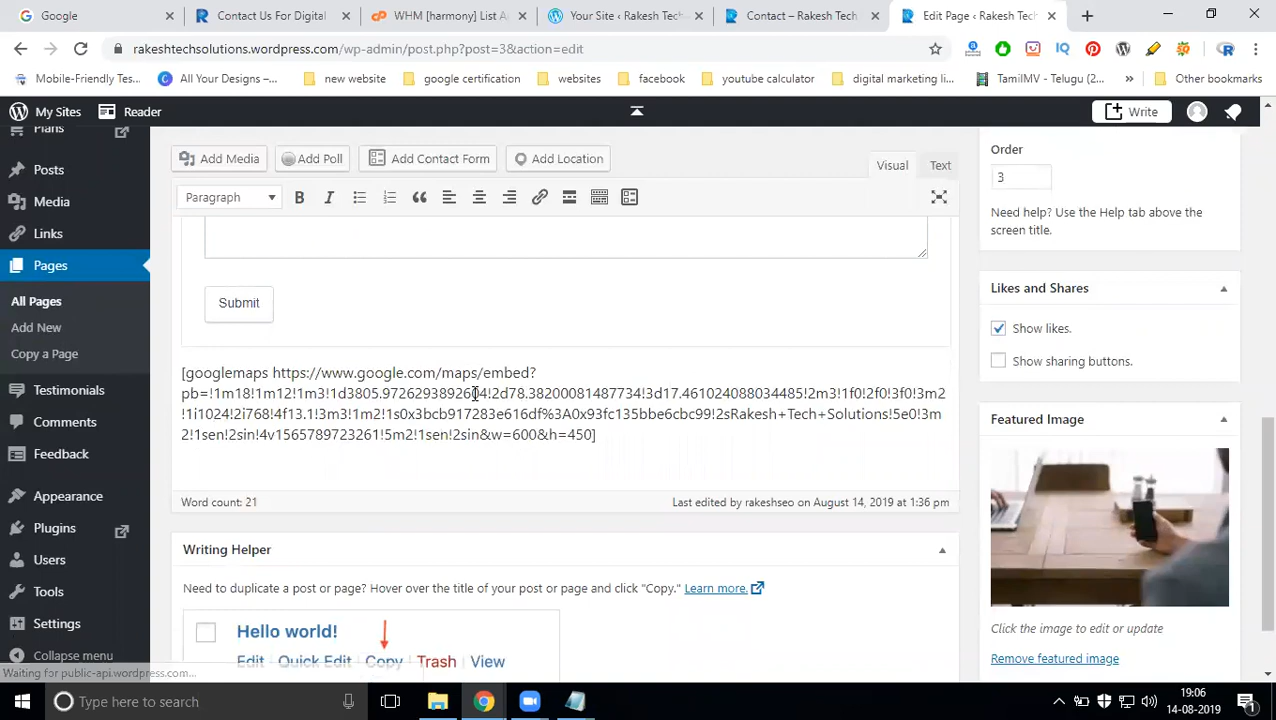 Google
Contact Us For Digital
WHM [harmony] List A
Your Site ‹ Rakesh Tech
Contact – Rakesh Tech
Edit Page ‹ Rakesh Tech
rakeshtechsolutions.wordpress.com/wp-admin/post.php?post=3&action=edit
Mobile-Friendly Tes...
All Your Designs –...
new website
google certification
websites
facebook
youtube calculator
digital marketing li...
TamilMV - Telugu (2...
Other bookmarks
My Sites
Reader
Write
Plans
Posts
Media
Links
Pages
All Pages
Add New
Copy a Page
Testimonials
Comments
Feedback
Appearance
Plugins
Users
Tools
Settings
Collapse menu
Waiting for public-api.wordpress.com...
Add Media
Add Poll
Add Contact Form
Add Location
Visual
Text
Paragraph
Submit
[googlemaps https://www.google.com/maps/embed?
pb=!1m18!1m12!1m3!1d3805.9726293892604!2d78.38200081487734!3d17.461024088034485!2m3!1f0!2f0!3f0!3m2
!1i1024!2i768!4f13.1!3m3!1m2!1s0x3bcb917283e616df%3A0x93fc135bbe6cbc99!2sRakesh+Tech+Solutions!5e0!3m
2!1sen!2sin!4v1565789723261!5m2!1sen!2sin&w=600&h=450]
Word count: 21
Last edited by rakeshseo on August 14, 2019 at 1:36 pm
Writing Helper
Need to duplicate a post or page? Hover over the title of your post or page and click "Copy." Learn more.
Hello world!
Edit | Quick Edit | Copy | Trash | View
Order
3
Need help? Use the Help tab above the
screen title.
Likes and Shares
Show likes.
Show sharing buttons.
Featured Image
Click the image to edit or update
Remove featured image
Type here to search
19:06
14-08-2019